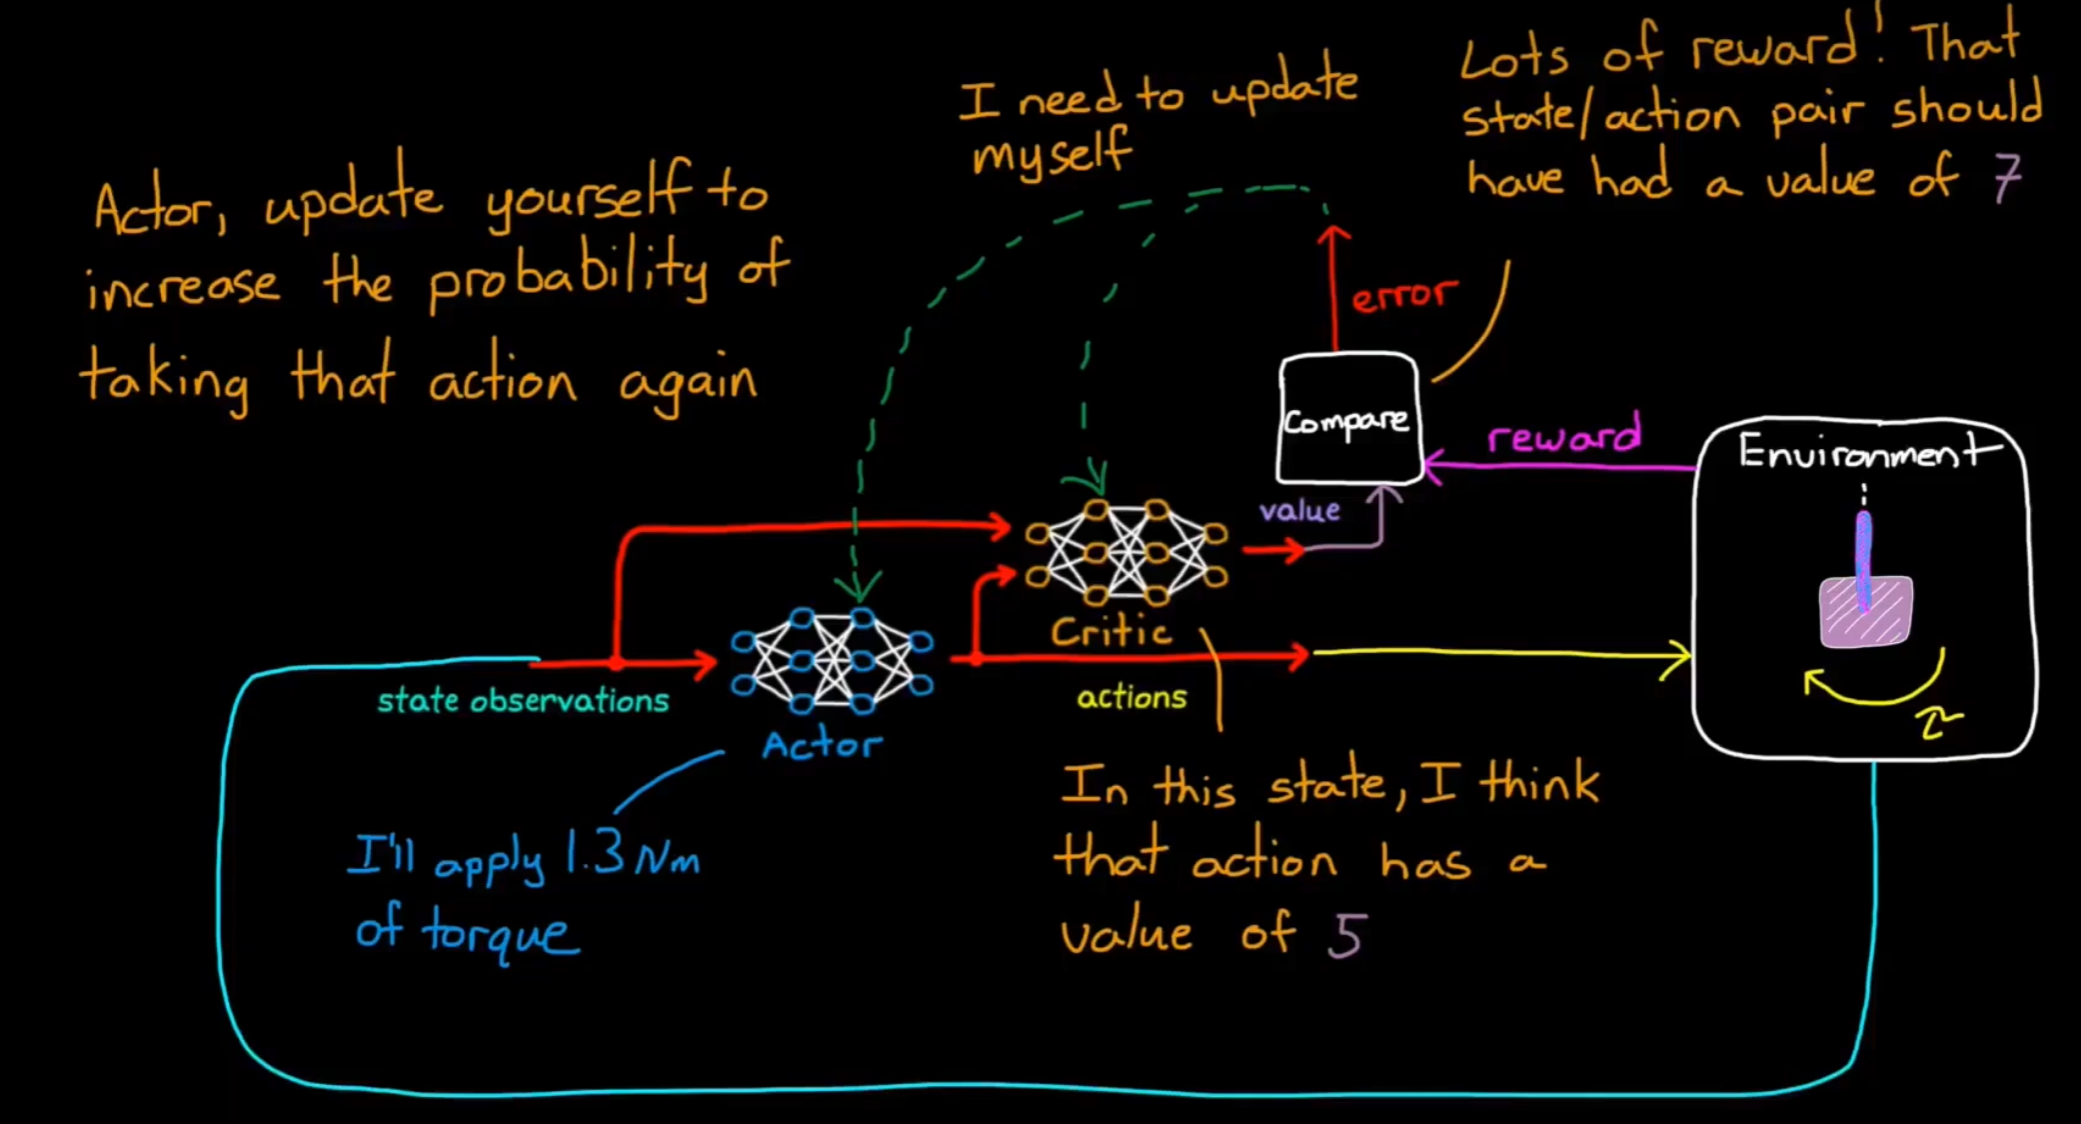 Lots of reward! That
state/action pair should
have had a value of 7
I need to update
myself
Actor, update yourself to
increase the probability of
taking that action again
error
Compare
reward
Environment
value
Critic
state observations
actions
Actor
I'll apply 1.3 Nm
of torque
In this state, I think
that action has a
value of 5